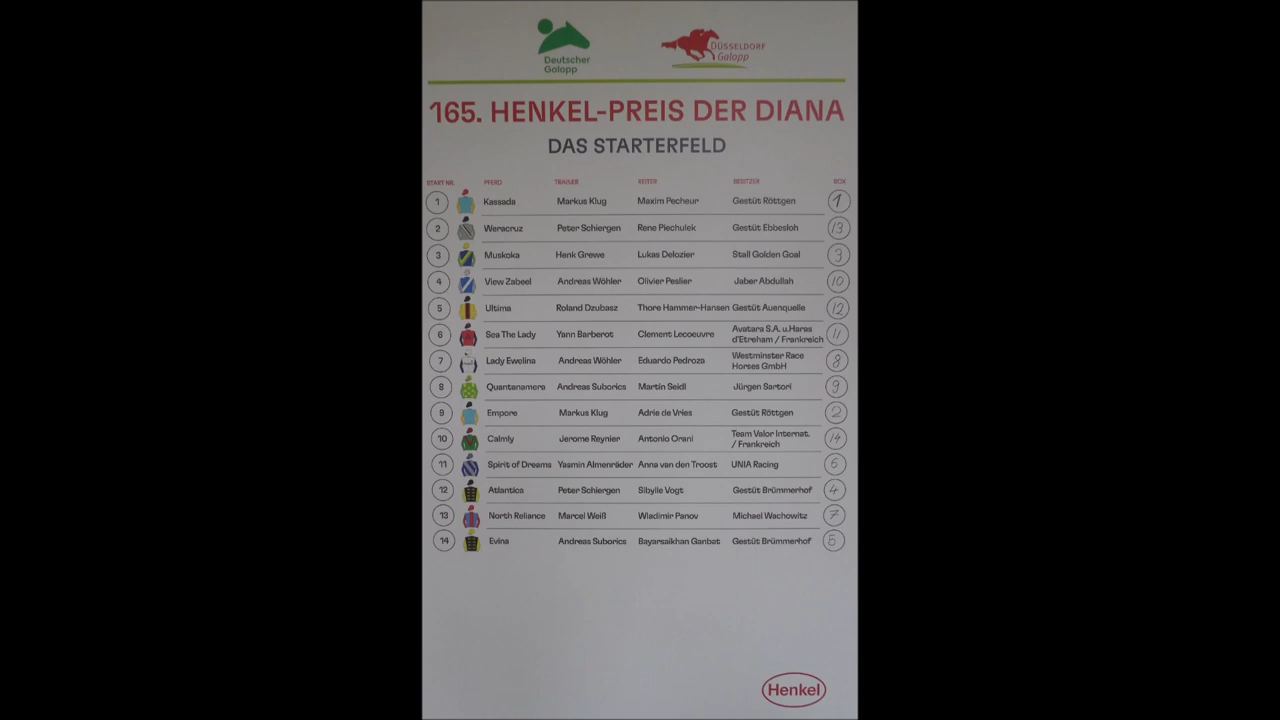 Deutscher
Galopp
DÜSSELDORF
Galopp
165. HENKEL-PREIS DER DIANA
DAS STARTERFELD
START NR. PFERD TRAINER REITER BESITZER BOX
1 Kassada Markus Klug Maxim Pecheur Gestüt Röttgen 1
2 Weracruz Peter Schiergen Rene Piechulek Gestüt Ebbesloh 13
3 Muskoka Henk Grewe Lukas Delozier Stall Golden Goal 3
4 View Zabeel Andreas Wöhler Olivier Peslier Jaber Abdullah 10
5 Ultima Roland Dzubasz Thore Hammer-Hansen Gestüt Auenquelle 12
6 Sea The Lady Yann Barberot Clement Lecoeuvre Avatara S.A. u.Haras
d'Etreham / Frankreich 11
7 Lady Ewelina Andreas Wöhler Eduardo Pedroza Westminster Race
Horses GmbH 8
8 Quantanamera Andreas Suborics Martin Seidl Jürgen Sartori 9
9 Empore Markus Klug Adrie de Vries Gestüt Röttgen 2
10 Calmly Jerome Reynier Antonio Orani Team Valor Internat.
/ Frankreich 14
11 Spirit of Dreams Yasmin Almenräder Anna van den Troost UNIA Racing 6
12 Atlantica Peter Schiergen Sibylle Vogt Gestüt Brümmerhof 4
13 North Reliance Marcel Weiß Wladimir Panov Michael Wachowitz 7
14 Evina Andreas Suborics Bayarsaikhan Ganbat Gestüt Brümmerhof 5
Henkel